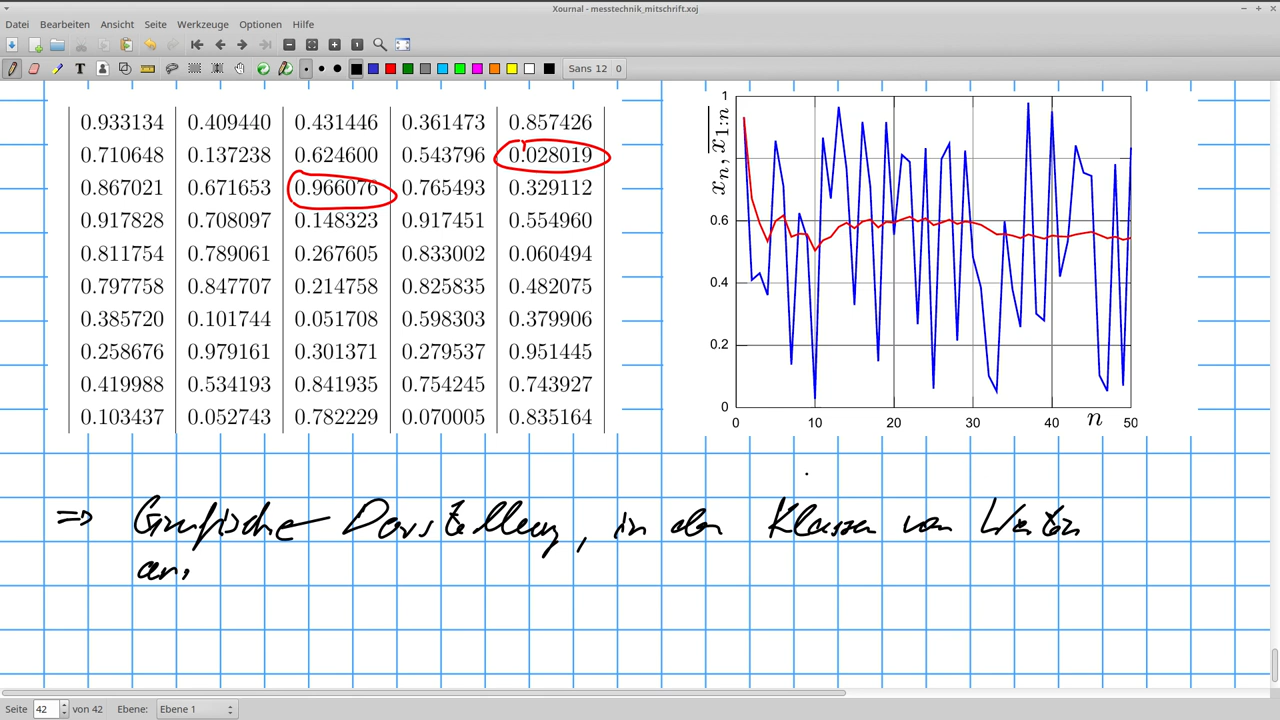 Xournal - messtechnik_mitschrift.xoj
Datei Bearbeiten Ansicht Seite Werkzeuge Optionen Hilfe
Sans 12 0
0.933134 0.409440 0.431446 0.361473 0.857426
0.710648 0.137238 0.624600 0.543796 0.028019
0.867021 0.671653 0.966076 0.765493 0.329112
0.917828 0.708097 0.148323 0.917451 0.554960
0.811754 0.789061 0.267605 0.833002 0.060494
0.797758 0.847707 0.214758 0.825835 0.482075
0.385720 0.101744 0.051708 0.598303 0.379906
0.258676 0.979161 0.301371 0.279537 0.951445
0.419988 0.534193 0.841935 0.754245 0.743927
0.103437 0.052743 0.782229 0.070005 0.835164
xₙ, x₁:ₙ
1
0.6
0.4
0.2
0
0 10 20 30 40 n 50
=> Grafische Darstellung, in der Klassen von Werten
Seite 42 von 42 Ebene: Ebene 1